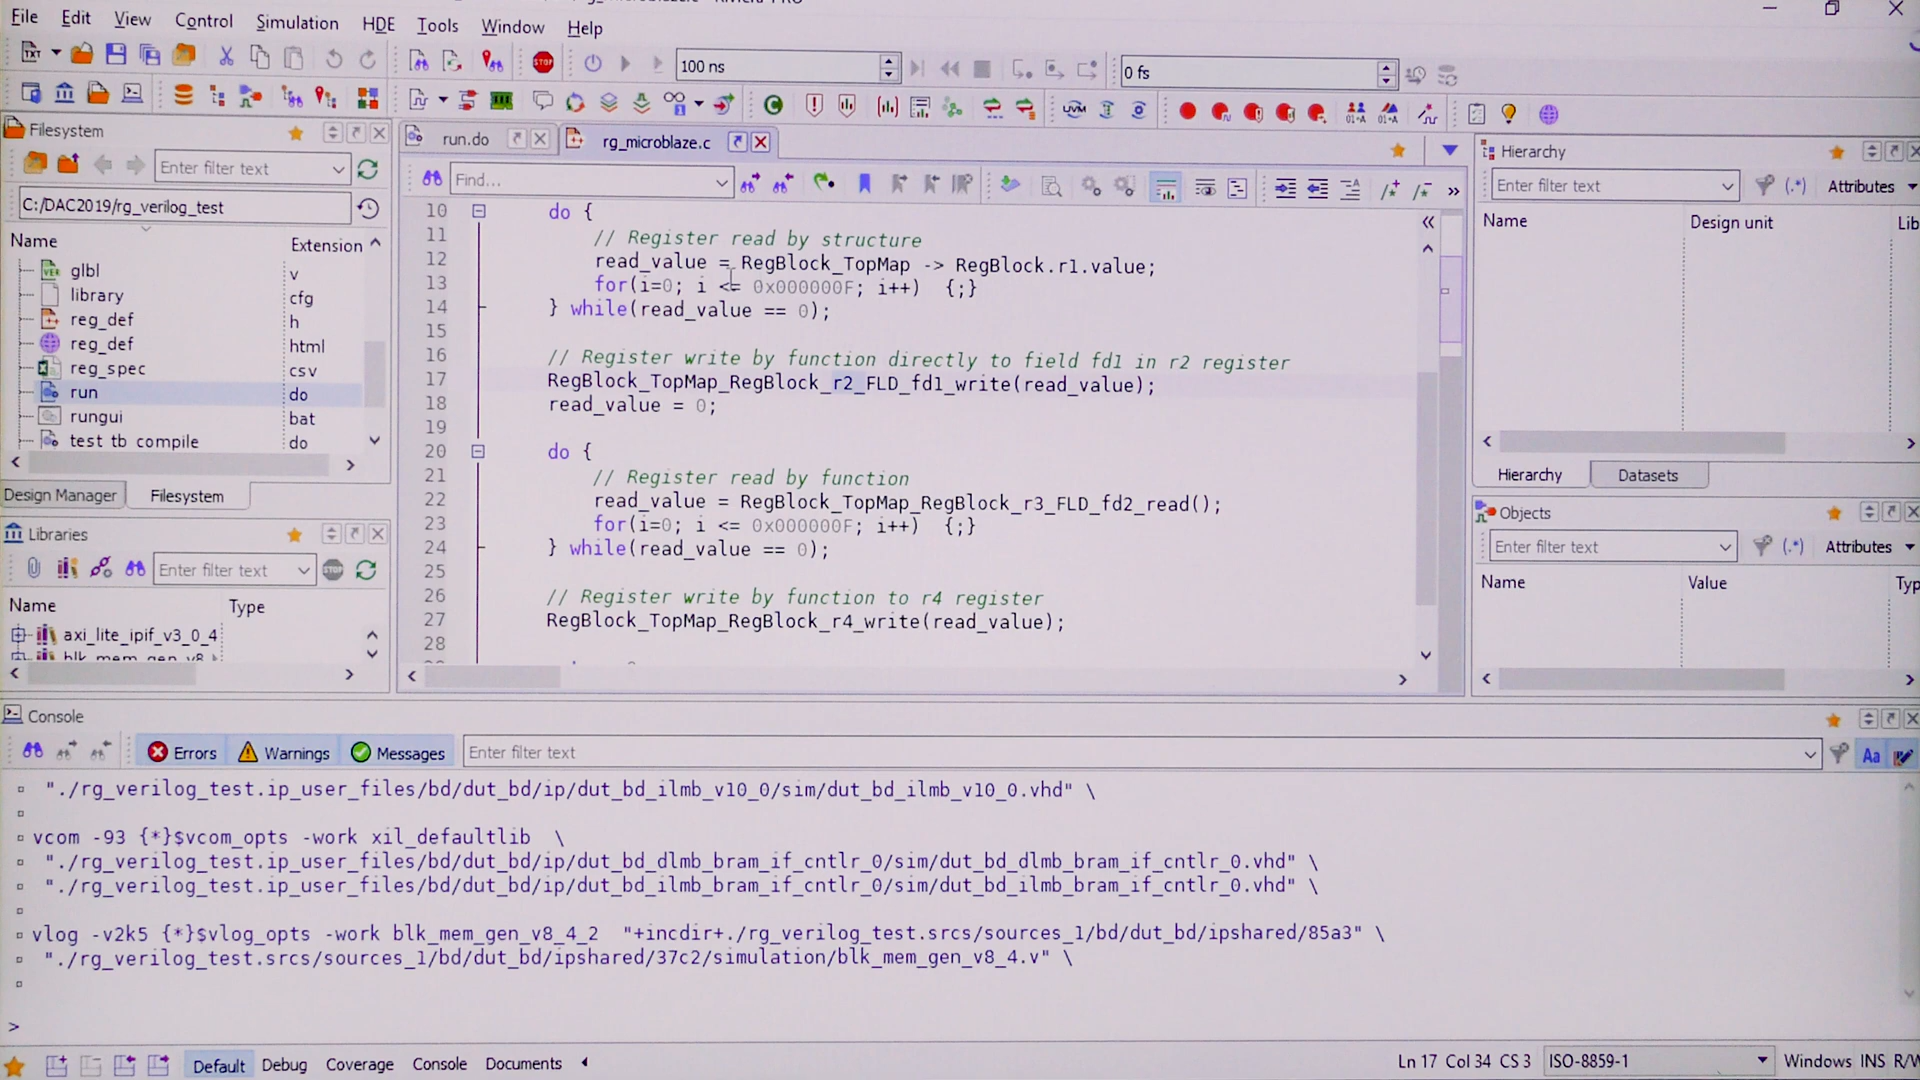 File Edit View Control Simulation HDE Tools Window Help
100 ns
0 fs
Filesystem
Enter filter text
C:/DAC2019/rg_verilog_test
Name Extension
glbl v
library cfg
reg_def h
reg_def html
reg_spec csv
run do
rungui bat
test tb compile do
Design Manager Filesystem
Libraries
Enter filter text
Name Type
axi_lite_ipif_v3_0_4
blk_mem_gen_v8
run.do rg_microblaze.c
Find...
10 do {
11 // Register read by structure
12 read_value = RegBlock_TopMap -> RegBlock.r1.value;
13 for(i=0; i <= 0x000000F; i++) {;}
14 } while(read_value == 0);
15
16 // Register write by function directly to field fd1 in r2 register
17 RegBlock_TopMap_RegBlock_r2_FLD_fd1_write(read_value);
18 read_value = 0;
19
20 do {
21 // Register read by function
22 read_value = RegBlock_TopMap_RegBlock_r3_FLD_fd2_read();
23 for(i=0; i <= 0x000000F; i++) {;}
24 } while(read_value == 0);
25
26 // Register write by function to r4 register
27 RegBlock_TopMap_RegBlock_r4_write(read_value);
28
Hierarchy
Enter filter text (.*) Attributes
Name Design unit Lib
Hierarchy Datasets
Objects
Enter filter text (.*) Attributes
Name Value Typ
Console
Errors Warnings Messages Enter filter text Aa
"./rg_verilog_test.ip_user_files/bd/dut_bd/ip/dut_bd_ilmb_v10_0/sim/dut_bd_ilmb_v10_0.vhd" \
vcom -93 {*}$vcom_opts -work xil_defaultlib \
"./rg_verilog_test.ip_user_files/bd/dut_bd/ip/dut_bd_dlmb_bram_if_cntlr_0/sim/dut_bd_dlmb_bram_if_cntlr_0.vhd" \
"./rg_verilog_test.ip_user_files/bd/dut_bd/ip/dut_bd_ilmb_bram_if_cntlr_0/sim/dut_bd_ilmb_bram_if_cntlr_0.vhd" \
vlog -v2k5 {*}$vlog_opts -work blk_mem_gen_v8_4_2 "+incdir+./rg_verilog_test.srcs/sources_1/bd/dut_bd/ipshared/85a3" \
"./rg_verilog_test.srcs/sources_1/bd/dut_bd/ipshared/37c2/simulation/blk_mem_gen_v8_4.v" \
>
Default Debug Coverage Console Documents
Ln 17 Col 34 CS 3 ISO-8859-1 Windows INS R/W